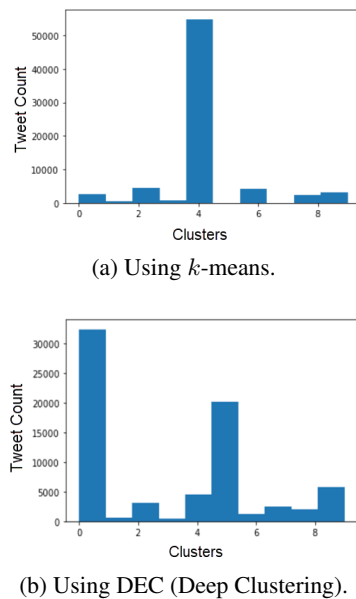 50000
40000
30000
20000
10000
0
Tweet Count
0 2 4 6 8
Clusters
(a) Using k-means.
30000
25000
20000
15000
10000
5000
0
Tweet Count
0 2 4 6 8
Clusters
(b) Using DEC (Deep Clustering).